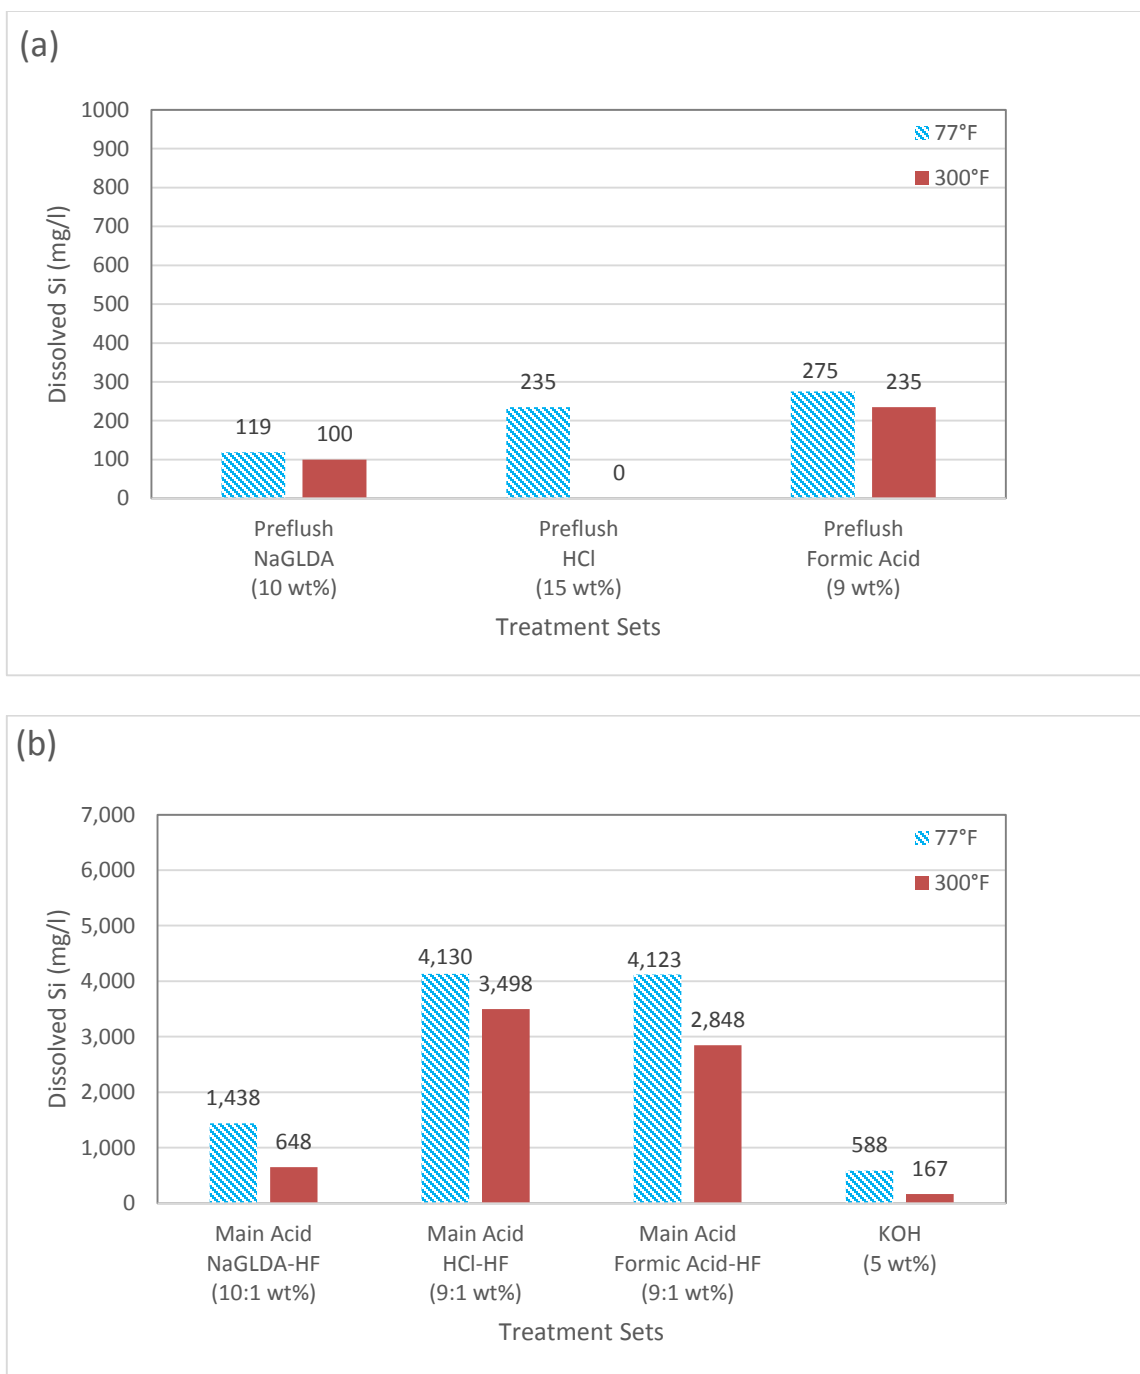 (a)
1000
900
800
700
600
500
400
300
200
100
0
Dissolved Si (mg/l)
77°F
300°F
119
100
235
0
275
235
Preflush
NaGLDA
(10 wt%)
Preflush
HCl
(15 wt%)
Preflush
Formic Acid
(9 wt%)
Treatment Sets
(b)
7,000
6,000
5,000
4,000
3,000
2,000
1,000
0
Dissolved Si (mg/l)
77°F
300°F
1,438
648
4,130
3,498
4,123
2,848
588
167
Main Acid
NaGLDA-HF
(10:1 wt%)
Main Acid
HCl-HF
(9:1 wt%)
Main Acid
Formic Acid-HF
(9:1 wt%)
KOH
(5 wt%)
Treatment Sets